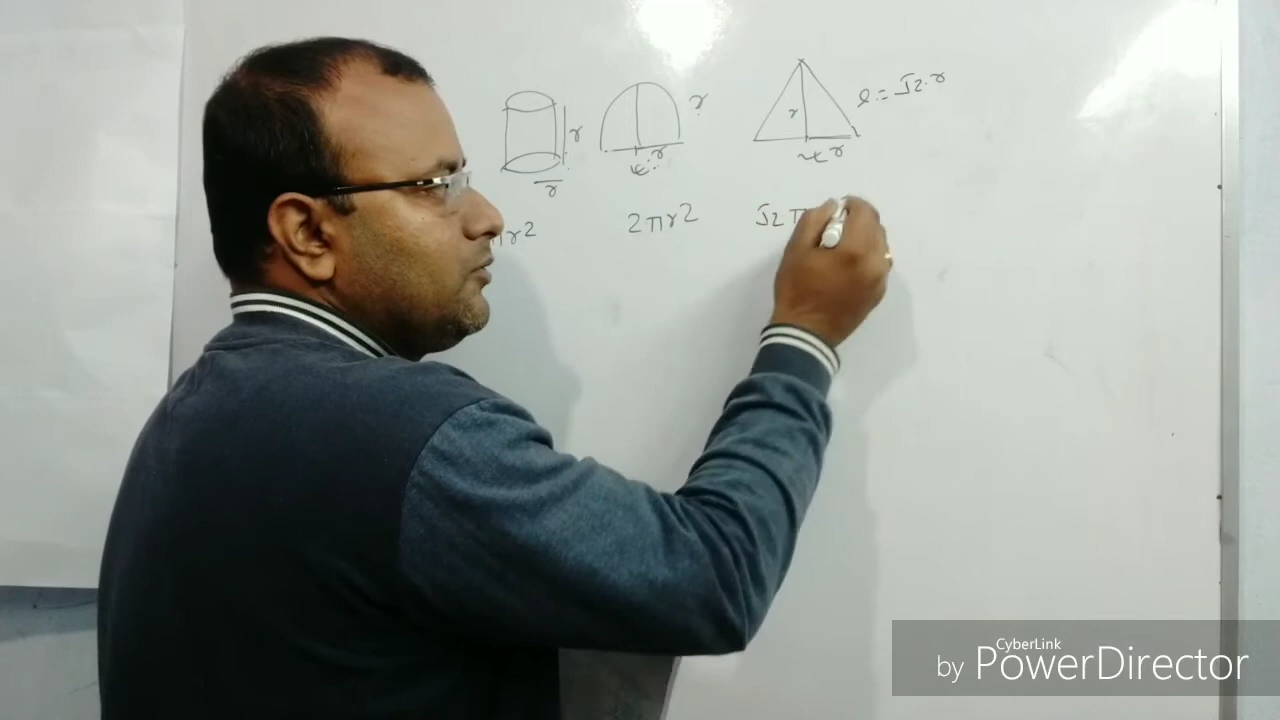 r
r
r
r
r
r
l = √2·r
πr2
2πr2
√2π
CyberLink
by PowerDirector